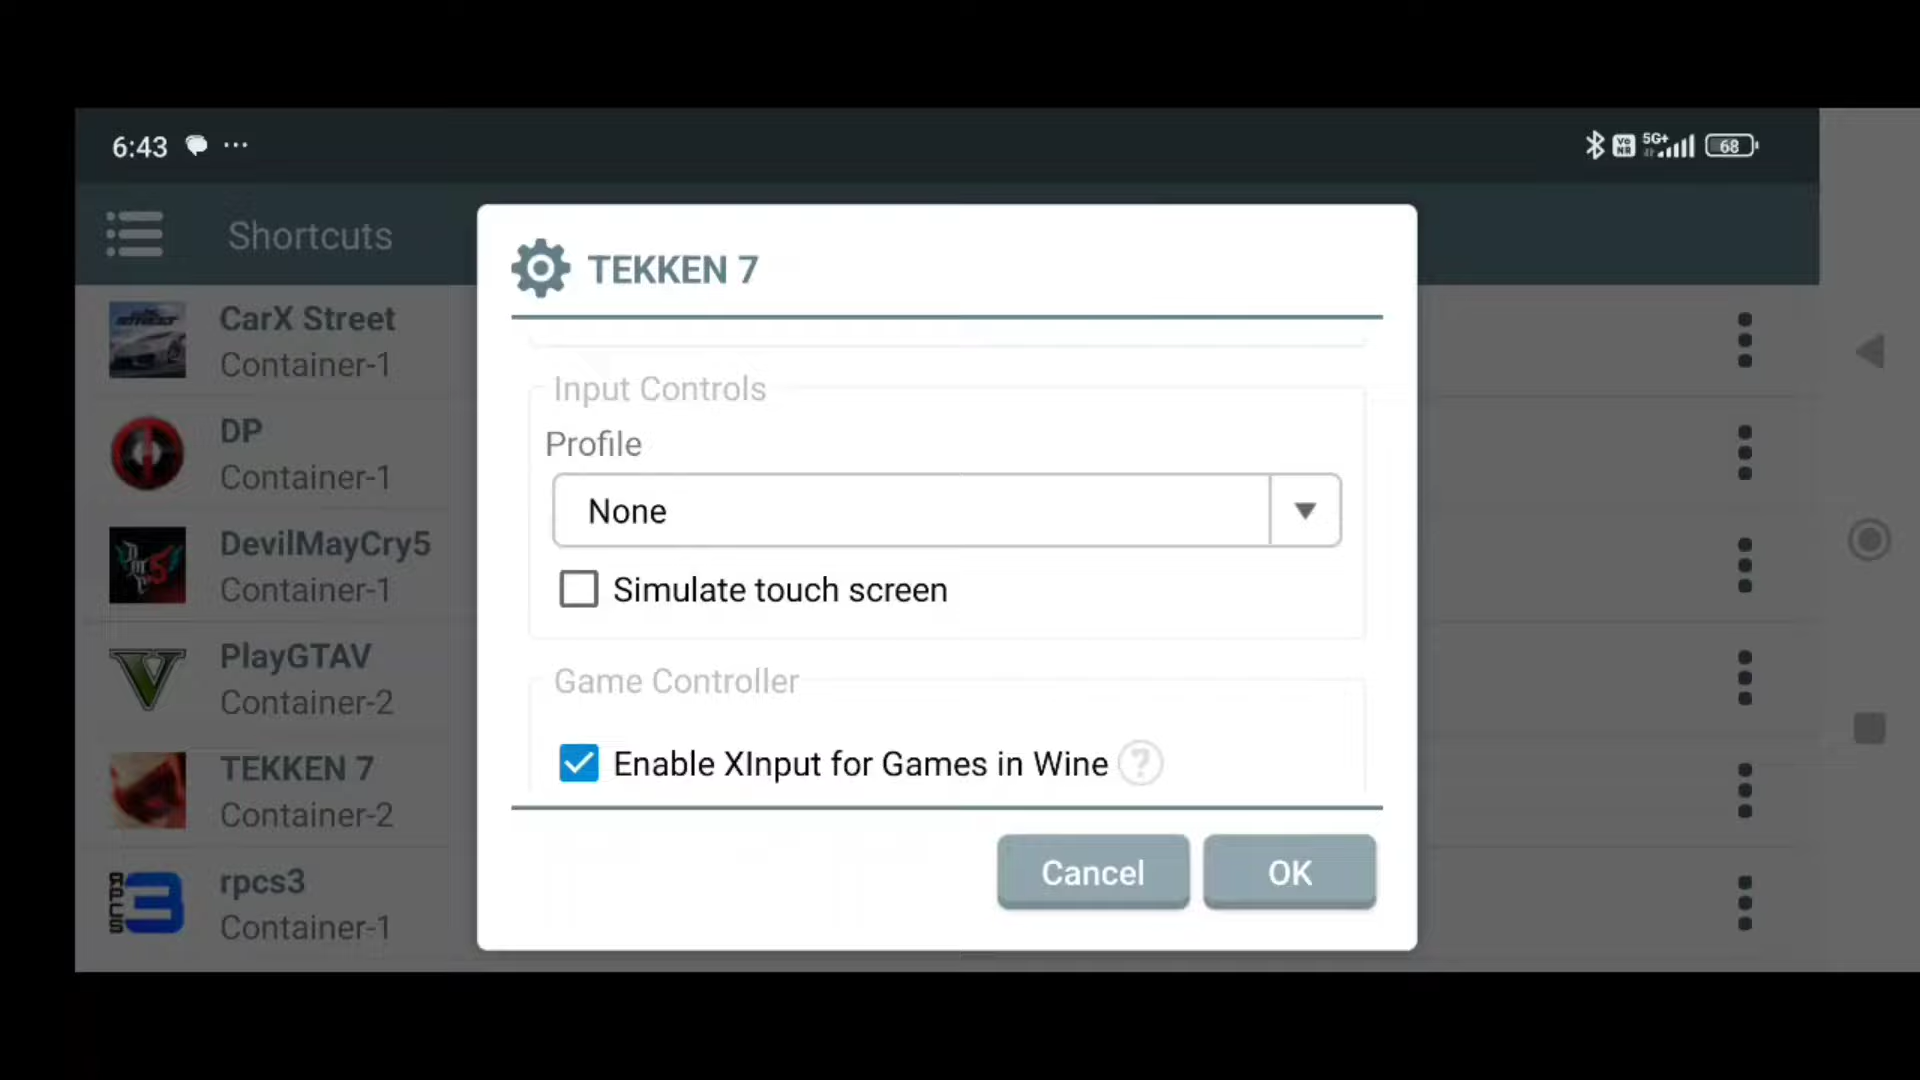 6:43 ...
VoNR 5G+ 68
Shortcuts
TEKKEN 7
CarX Street
Container-1
DP
Container-1
DevilMayCry5
Container-1
PlayGTAV
Container-2
TEKKEN 7
Container-2
rpcs3
Container-1
Input Controls
Profile
None
Simulate touch screen
Game Controller
Enable XInput for Games in Wine ?
Cancel
OK